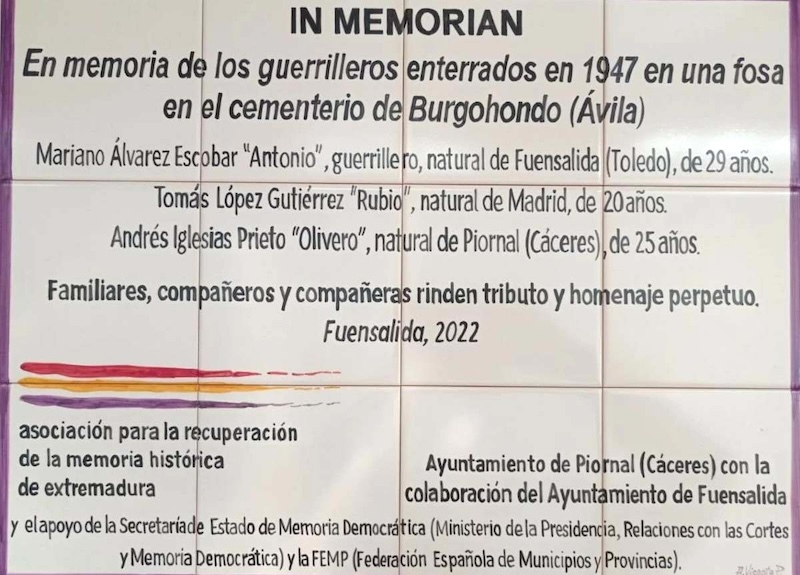 IN MEMORIAN
En memoria de los guerrilleros enterrados en 1947 en una fosa
en el cementerio de Burgohondo (Ávila)
Mariano Álvarez Escobar "Antonio", guerrillero, natural de Fuensalida (Toledo), de 29 años.
Tomás López Gutiérrez "Rubio", natural de Madrid, de 20 años.
Andrés Iglesias Prieto "Olivero", natural de Piornal (Cáceres), de 25 años.
Familiares, compañeros y compañeras rinden tributo y homenaje perpetuo.
Fuensalida, 2022
asociación para la recuperación
de la memoria histórica
de extremadura
Ayuntamiento de Piornal (Cáceres) con la
colaboración del Ayuntamiento de Fuensalida
y el apoyo de la Secretaría de Estado de Memoria Democrática (Ministerio de la Presidencia, Relaciones con las Cortes
y Memoria Democrática) y la FEMP (Federación Española de Municipios y Provincias).